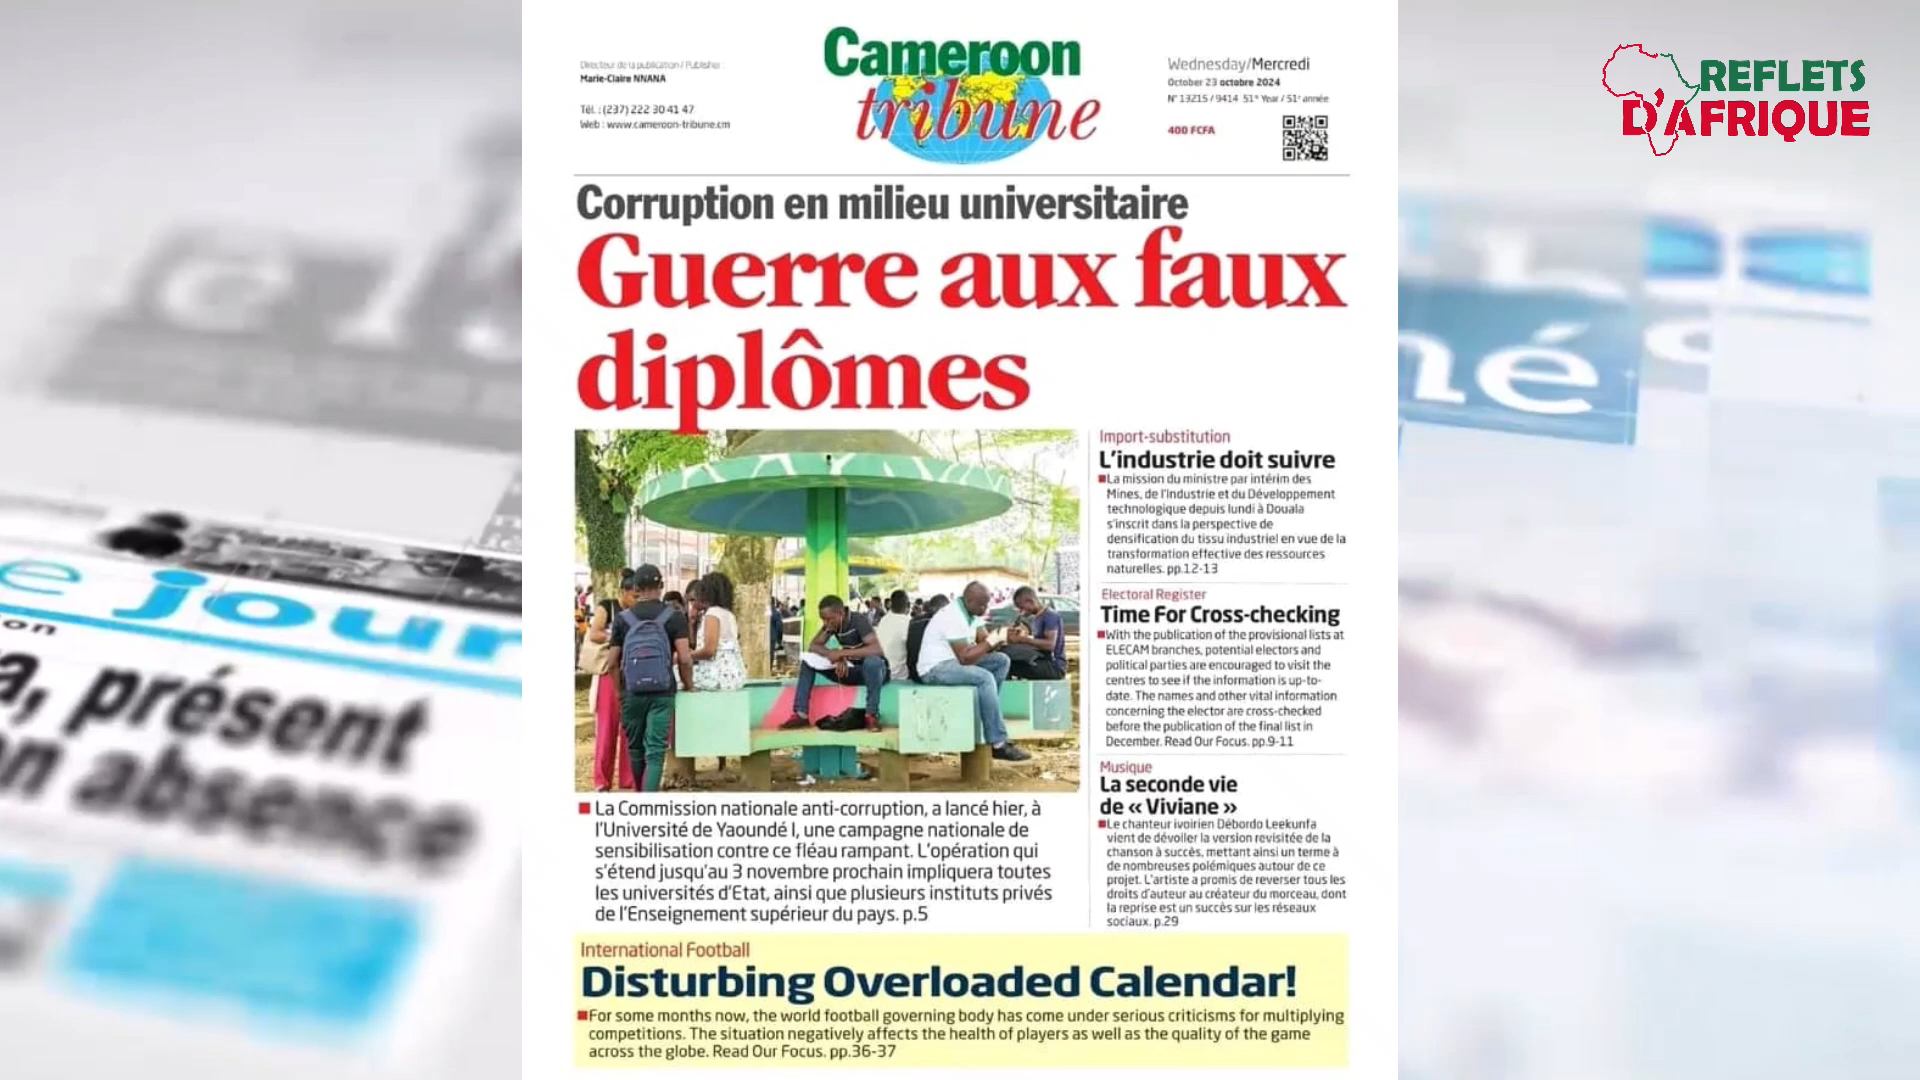 Directeur de la publication / Publisher :
Marie-Claire NNANA
Tél. : (237) 222 30 41 47
Web : www.cameroon-tribune.cm
Cameroon
tribune
Wednesday/Mercredi
October 23 octobre 2024
N° 13215 / 9414 51e Year / 51e année
400 FCFA
REFLETS
D'AFRIQUE
Corruption en milieu universitaire
Guerre aux faux
diplômes
La Commission nationale anti-corruption, a lancé hier, à
l'Université de Yaoundé I, une campagne nationale de
sensibilisation contre ce fléau rampant. L'opération qui
s'étend jusqu'au 3 novembre prochain impliquera toutes
les universités d'Etat, ainsi que plusieurs instituts privés
de l'Enseignement supérieur du pays. p.5
Import-substitution
L'industrie doit suivre
La mission du ministre par intérim des
Mines, de l'Industrie et du Développement
technologique depuis lundi à Douala
s'inscrit dans la perspective de
densification du tissu industriel en vue de la
transformation effective des ressources
naturelles. pp.12-13
Electoral Register
Time For Cross-checking
With the publication of the provisional lists at
ELECAM branches, potential electors and
political parties are encouraged to visit the
centres to see if the information is up-to-
date. The names and other vital information
concerning the elector are cross-checked
before the publication of the final list in
December. Read Our Focus. pp.9-11
Musique
La seconde vie
de « Viviane »
Le chanteur ivoirien Débordo Leekunfa
vient de dévoiler la version revisitée de la
chanson à succès, mettant ainsi un terme à
de nombreuses polémiques autour de ce
projet. L'artiste a promis de reverser tous les
droits d'auteur au créateur du morceau, dont
la reprise est un succès sur les réseaux
sociaux. p.29
International Football
Disturbing Overloaded Calendar!
For some months now, the world football governing body has come under serious criticisms for multiplying
competitions. The situation negatively affects the health of players as well as the quality of the game
across the globe. Read Our Focus. pp.36-37
e jour
on
a, présent
n absence
né